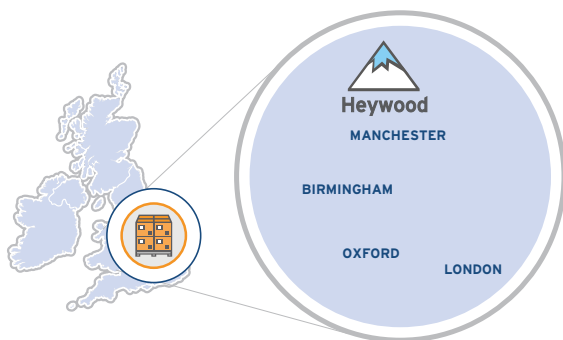 Heywood
MANCHESTER
BIRMINGHAM
OXFORD
LONDON